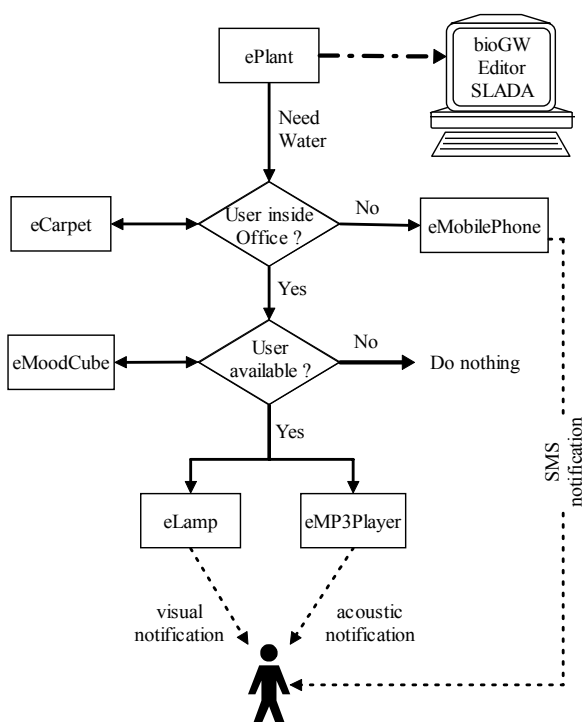 ePlant
bioGW
Editor
SLADA
Need
Water
eCarpet
User inside
Office ?
No
eMobilePhone
Yes
eMoodCube
User
available ?
No
Do nothing
Yes
SMS
notification
eLamp
eMP3Player
visual
notification
acoustic
notification